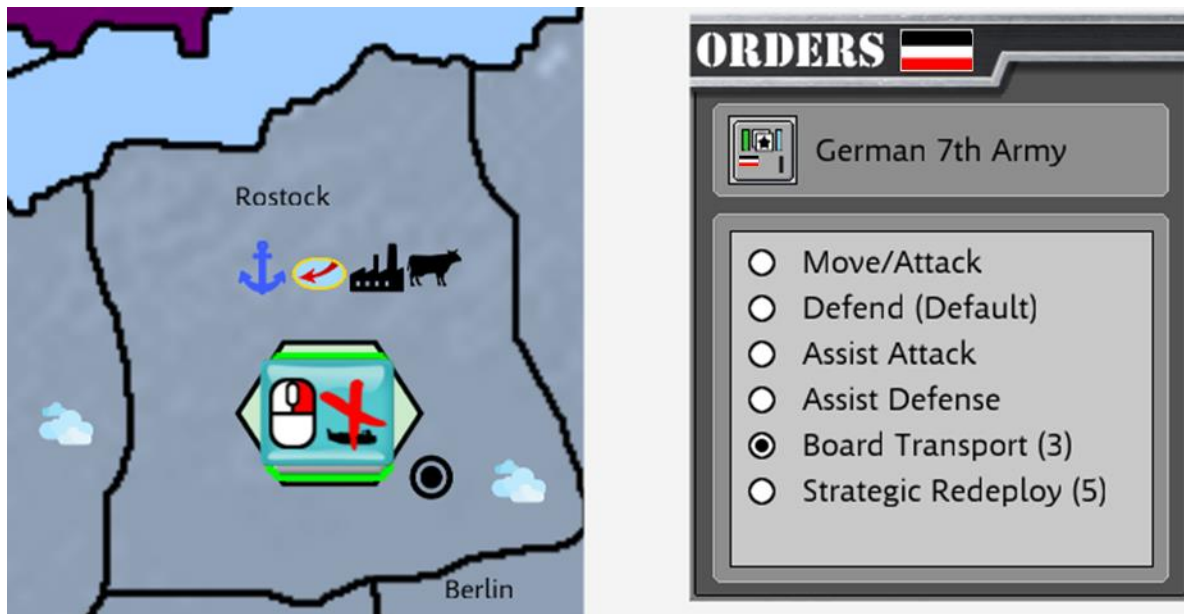 Rostock
Berlin
ORDERS
German 7th Army
Move/Attack
Defend (Default)
Assist Attack
Assist Defense
Board Transport (3)
Strategic Redeploy (5)